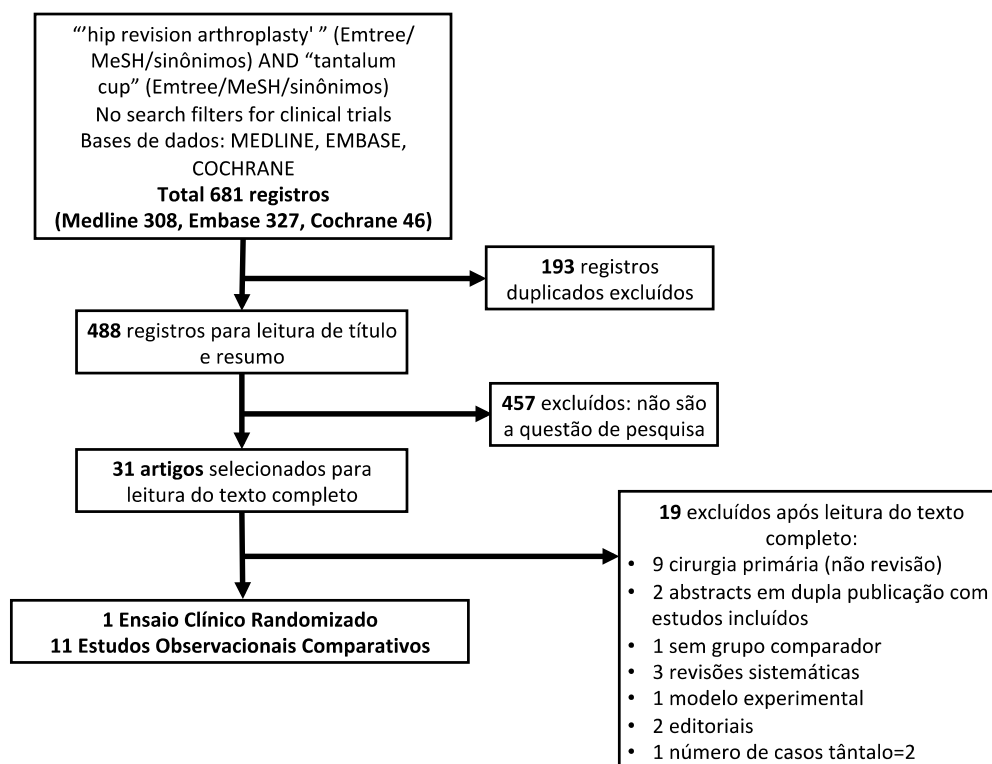 “’hip revision arthroplasty' ” (Emtree/
MeSH/sinônimos) AND “tantalum
cup” (Emtree/MeSH/sinônimos)
No search filters for clinical trials
Bases de dados: MEDLINE, EMBASE,
COCHRANE
Total 681 registros
(Medline 308, Embase 327, Cochrane 46)
193 registros
duplicados excluídos
488 registros para leitura de título
e resumo
457 excluídos: não são
a questão de pesquisa
31 artigos selecionados para
leitura do texto completo
19 excluídos após leitura do texto
completo:
• 9 cirurgia primária (não revisão)
• 2 abstracts em dupla publicação com
estudos incluídos
• 1 sem grupo comparador
• 3 revisões sistemáticas
• 1 modelo experimental
• 2 editoriais
• 1 número de casos tântalo=2
1 Ensaio Clínico Randomizado
11 Estudos Observacionais Comparativos